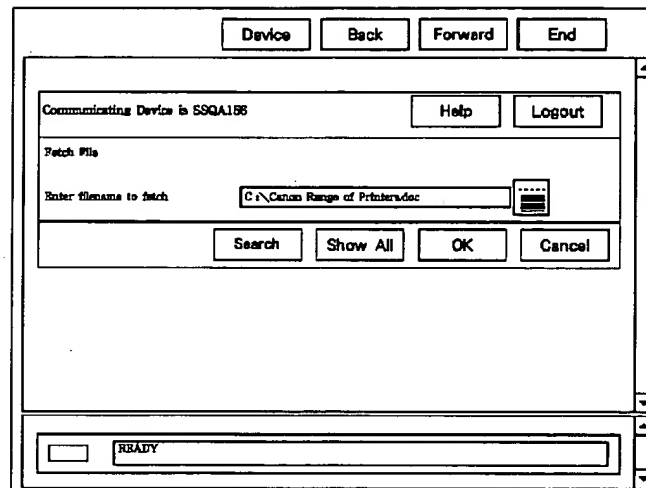 Device Back Forward End
Communicating Device is SSQA156 Help Logout
Fetch File
Enter filename to fetch C:\Canon Range of Printers.doc
Search Show All OK Cancel
READY